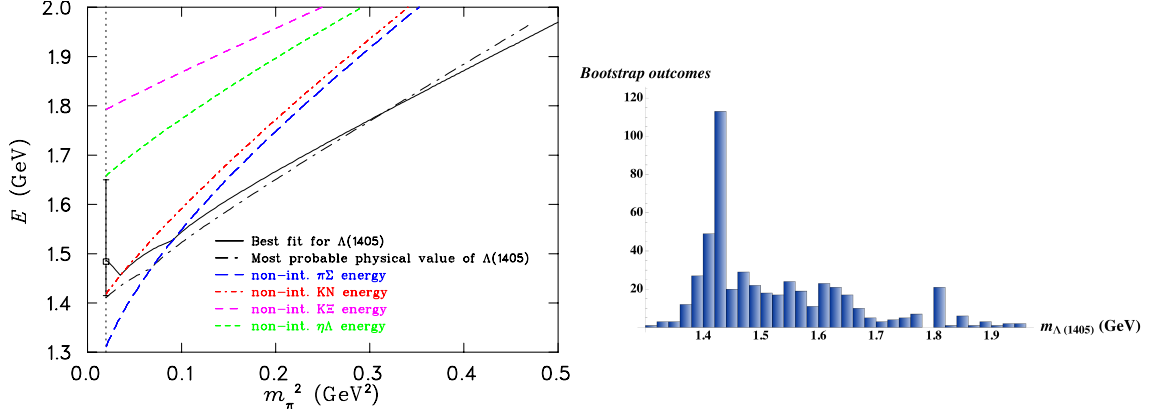 2.0
1.9
1.8
1.7
1.6
1.5
1.4
1.3
E (GeV)
Best fit for Λ(1405)
Most probable physical value of Λ(1405)
non-int. πΣ energy
non-int. KN energy
non-int. KΞ energy
non-int. ηΛ energy
0.0 0.1 0.2 0.3 0.4 0.5
mπ² (GeV²)
Bootstrap outcomes
120
100
80
60
40
20
1.4 1.5 1.6 1.7 1.8 1.9
mΛ(1405) (GeV)